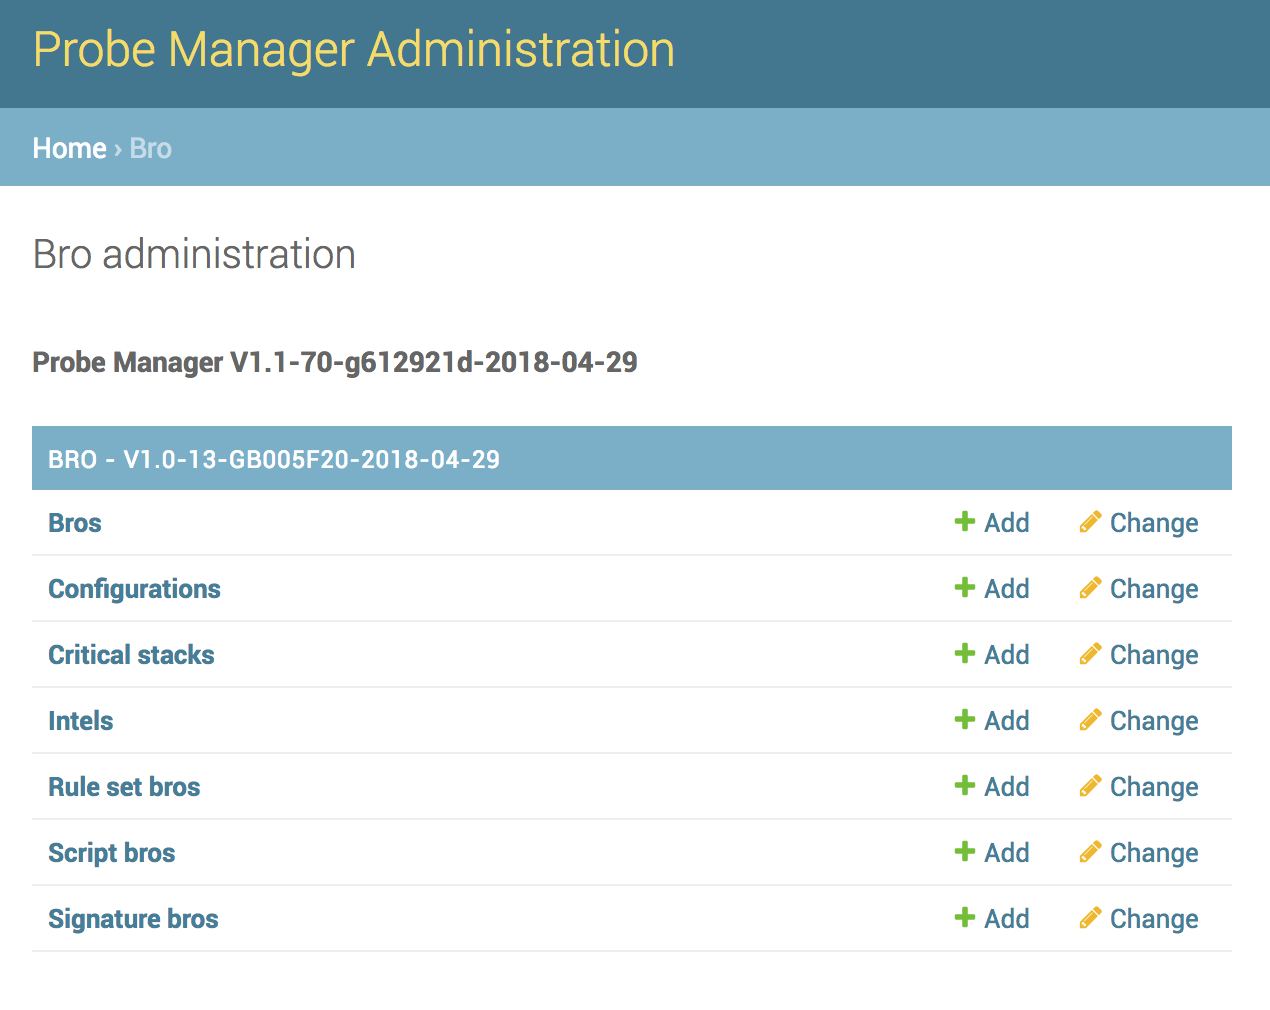 Probe Manager Administration
Home › Bro
Bro administration
Probe Manager V1.1-70-g612921d-2018-04-29
BRO - V1.0-13-GB005F20-2018-04-29
Bros Add Change
Configurations Add Change
Critical stacks Add Change
Intels Add Change
Rule set bros Add Change
Script bros Add Change
Signature bros Add Change